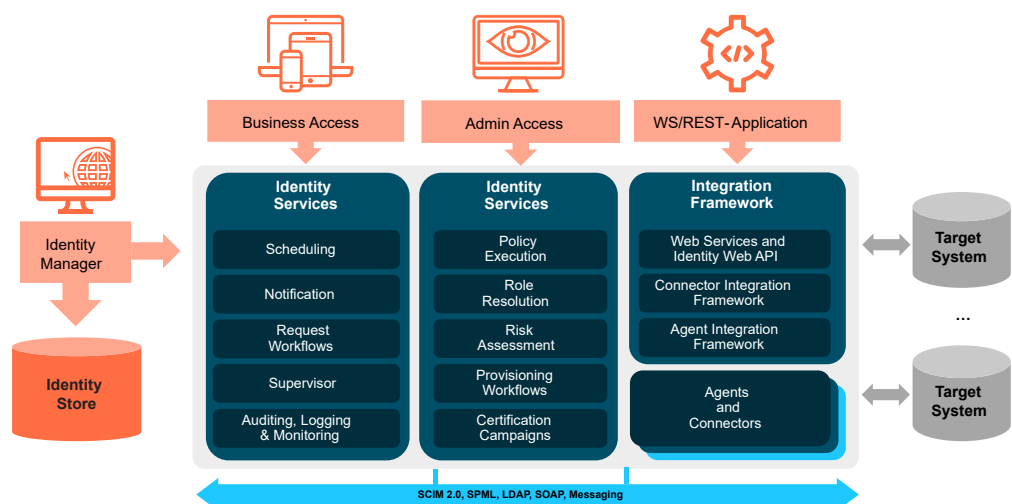 Business Access
Admin Access
WS/REST-Application
Identity
Manager
Identity
Store
Identity
Services
Scheduling
Notification
Request
Workflows
Supervisor
Auditing, Logging
& Monitoring
Identity
Services
Policy
Execution
Role
Resolution
Risk
Assessment
Provisioning
Workflows
Certification
Campaigns
Integration
Framework
Web Services and
Identity Web API
Connector Integration
Framework
Agent Integration
Framework
Agents
and
Connectors
Target
System
...
Target
System
SCIM 2.0, SPML, LDAP, SOAP, Messaging